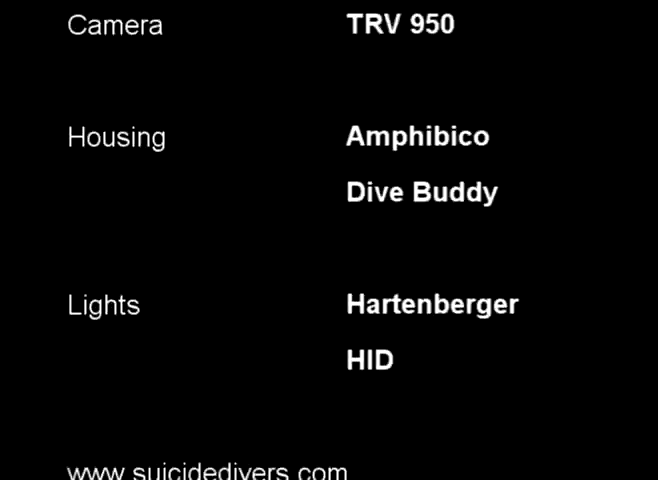 Camera TRV 950
Housing Amphibico
Dive Buddy
Lights Hartenberger
HID
www.suicidedivers.com